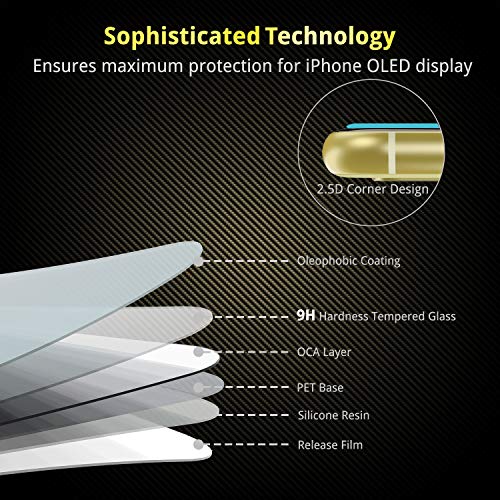 Sophisticated Technology
Ensures maximum protection for iPhone OLED display
2.5D Corner Design
Oleophobic Coating
9H Hardness Tempered Glass
OCA Layer
PET Base
Silicone Resin
Release Film